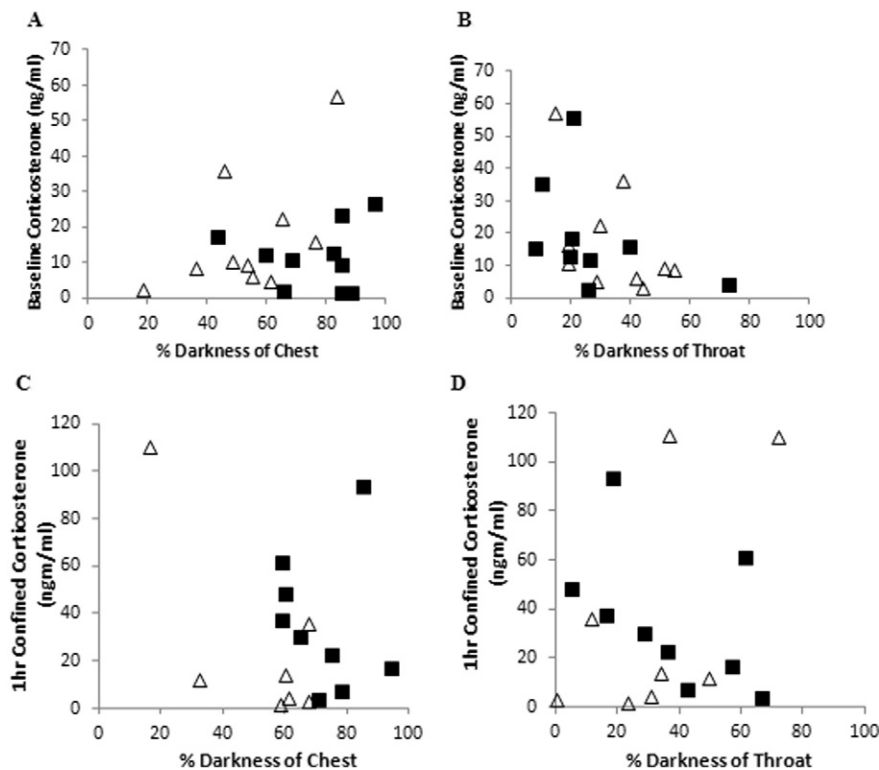 A
Baseline Corticosterone (ng/ml)
70
60
50
40
30
20
10
0
0 20 40 60 80 100
% Darkness of Chest
B
Baseline Corticosterone (ng/ml)
70
60
50
40
30
20
10
0
0 20 40 60 80 100
% Darkness of Throat
C
1hr Confined Corticosterone
(ngm/ml)
120
100
80
60
40
20
0
0 20 40 60 80 100
% Darkness of Chest
D
1hr Confined Corticosterone
(ngm/ml)
120
100
80
60
40
20
0
0 20 40 60 80 100
% Darkness of Throat